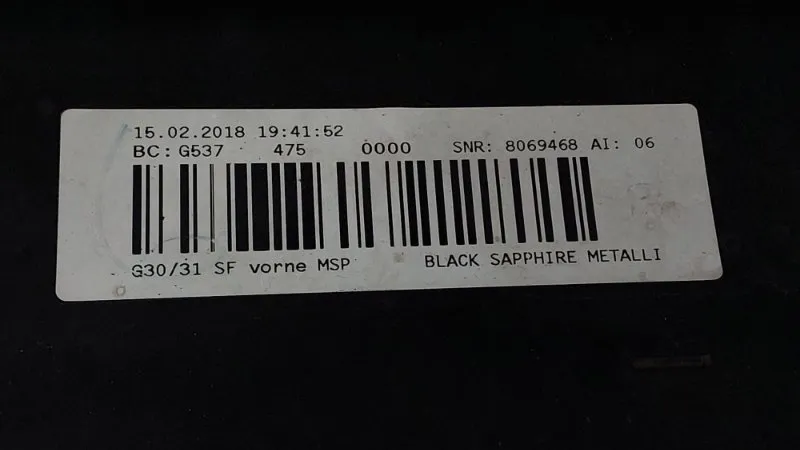 15.02.2018 19:41:52
BC: G537 475 0000 SNR: 8069468 AI: 06
G30/31 SF vorne MSP BLACK SAPPHIRE METALLI